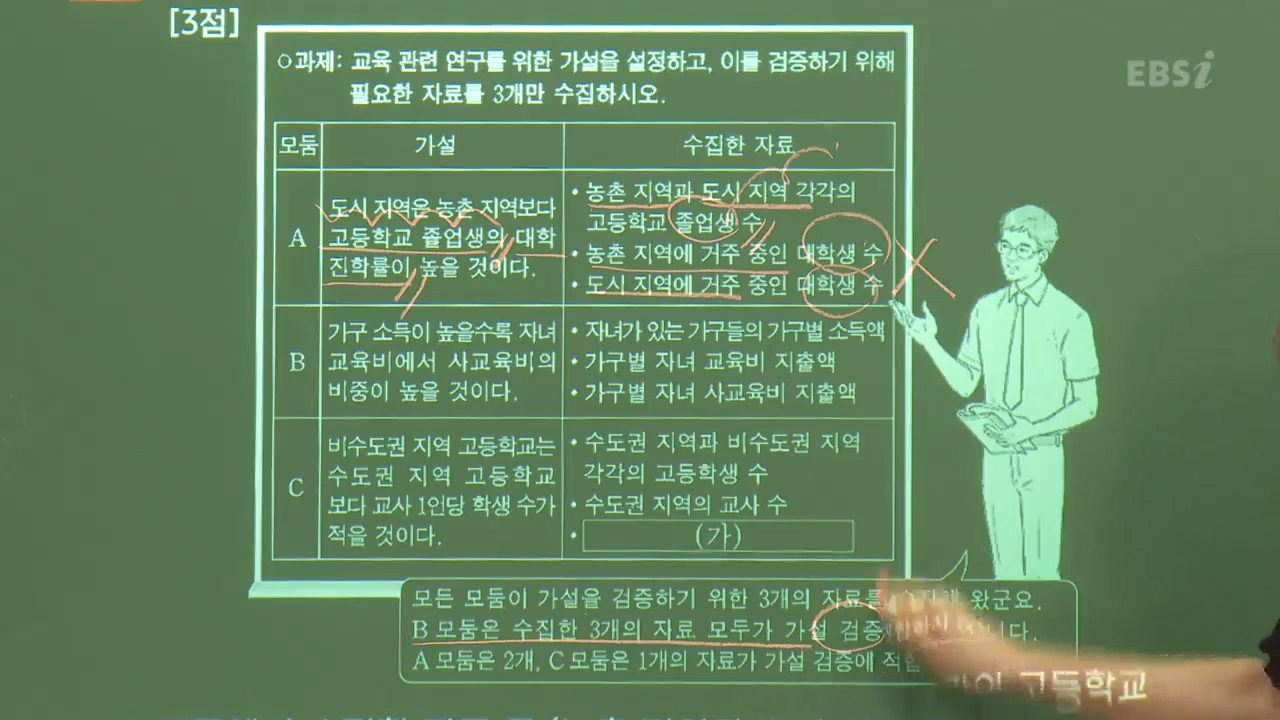 [3점]
EBSi
○과제: 교육 관련 연구를 위한 가설을 설정하고, 이를 검증하기 위해
필요한 자료를 3개만 수집하시오.
모둠 가설 수집한 자료
A
도시 지역은 농촌 지역보다
고등학교 졸업생의 대학
진학률이 높을 것이다.
• 농촌 지역과 도시 지역 각각의
고등학교 졸업생 수
• 농촌 지역에 거주 중인 대학생 수
• 도시 지역에 거주 중인 대학생 수
B
가구 소득이 높을수록 자녀
교육비에서 사교육비의
비중이 높을 것이다.
• 자녀가 있는 가구들의 가구별 소득액
• 가구별 자녀 교육비 지출액
• 가구별 자녀 사교육비 지출액
C
비수도권 지역 고등학교는
수도권 지역 고등학교
보다 교사 1인당 학생 수가
적을 것이다.
• 수도권 지역과 비수도권 지역
각각의 고등학생 수
• 수도권 지역의 교사 수
• (가)
모든 모둠이 가설을 검증하기 위한 3개의 자료를 왔군요.
B 모둠은 수집한 3개의 자료 모두가 가설 검증
A 모둠은 2개, C 모둠은 1개의 자료가 가설 검증에
고등학교